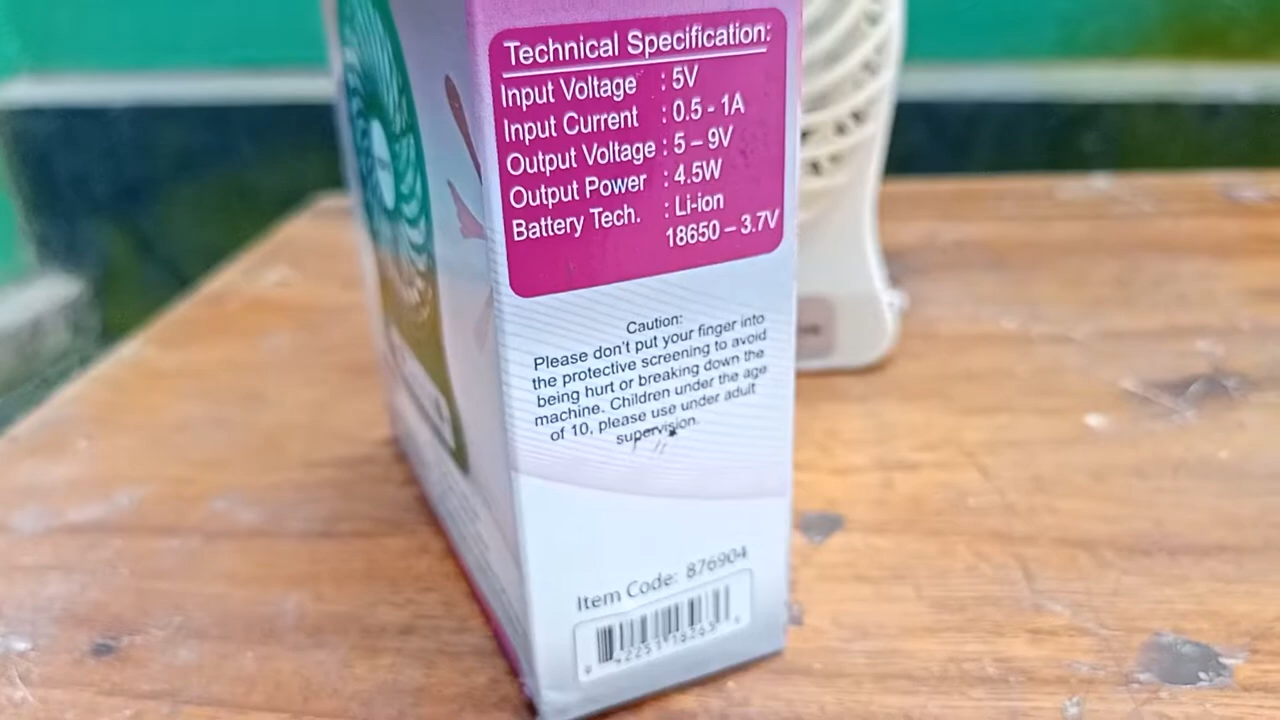 Technical Specification:
Input Voltage : 5V
Input Current : 0.5 - 1A
Output Voltage : 5 – 9V
Output Power : 4.5W
Battery Tech. : Li-ion
18650 – 3.7V
Caution:
Please don't put your finger into
the protective screening to avoid
being hurt or breaking down the
machine. Children under the age
of 10, please use under adult
supervision.
Item Code: 876904